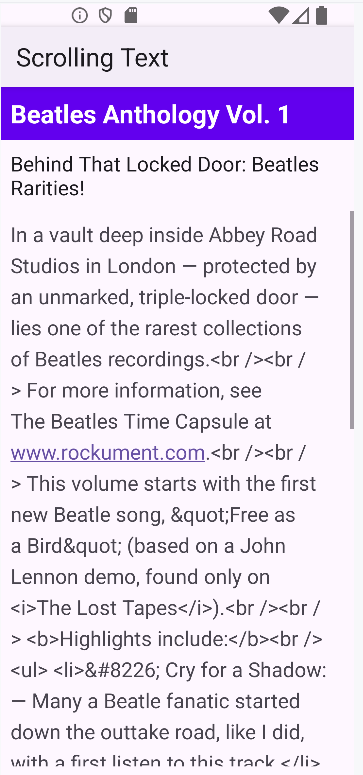 Scrolling Text
Beatles Anthology Vol. 1
Behind That Locked Door: Beatles
Rarities!
In a vault deep inside Abbey Road
Studios in London — protected by
an unmarked, triple-locked door —
lies one of the rarest collections
of Beatles recordings.<br /><br /
> For more information, see
The Beatles Time Capsule at
www.rockument.com.<br /><br /
> This volume starts with the first
new Beatle song, &quot;Free as
a Bird&quot; (based on a John
Lennon demo, found only on
<i>The Lost Tapes</i>).<br /><br /
> <b>Highlights include:</b><br />
<ul> <li>&#8226; Cry for a Shadow:
— Many a Beatle fanatic started
down the outtake road, like I did,
with a first listen to this track.</li>